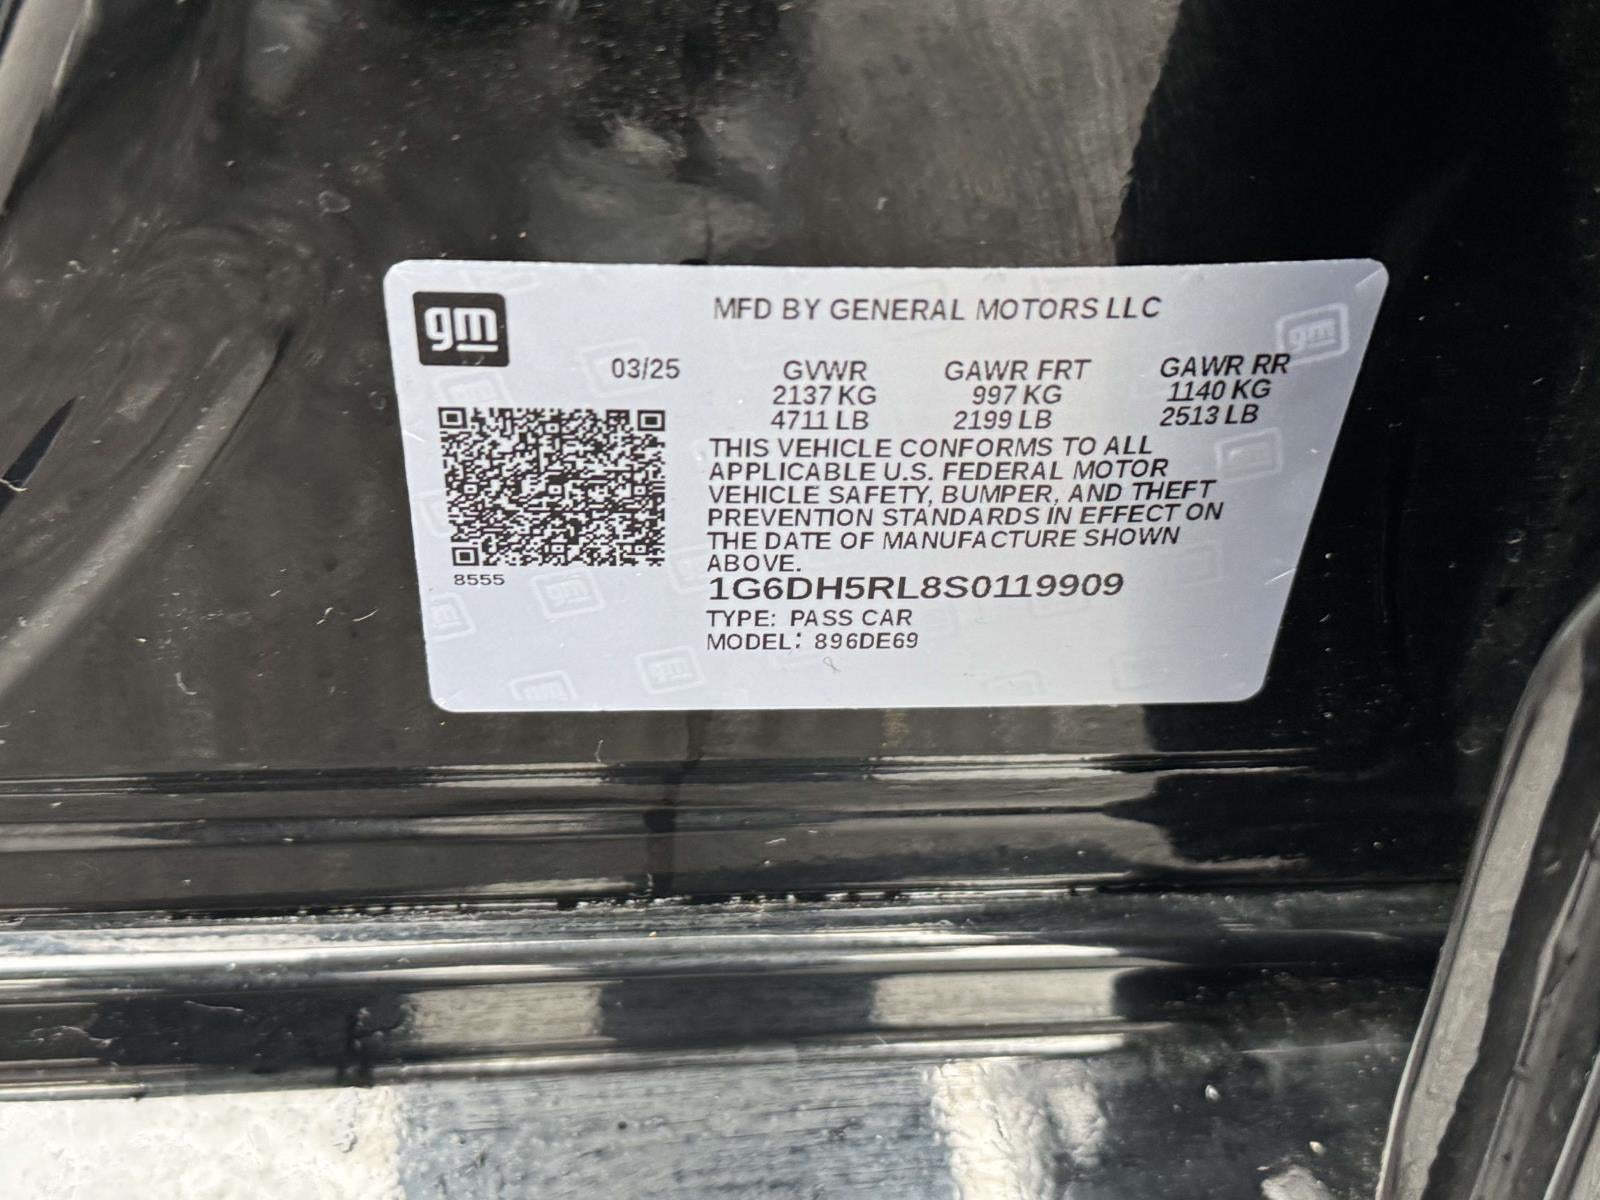 gm
MFD BY GENERAL MOTORS LLC
03/25 GVWR GAWR FRT GAWR RR
2137 KG 997 KG 1140 KG
4711 LB 2199 LB 2513 LB
THIS VEHICLE CONFORMS TO ALL
APPLICABLE U.S. FEDERAL MOTOR
VEHICLE SAFETY, BUMPER, AND THEFT
PREVENTION STANDARDS IN EFFECT ON
THE DATE OF MANUFACTURE SHOWN
ABOVE.
8555
1G6DH5RL8S0119909
TYPE: PASS CAR
MODEL: 896DE69